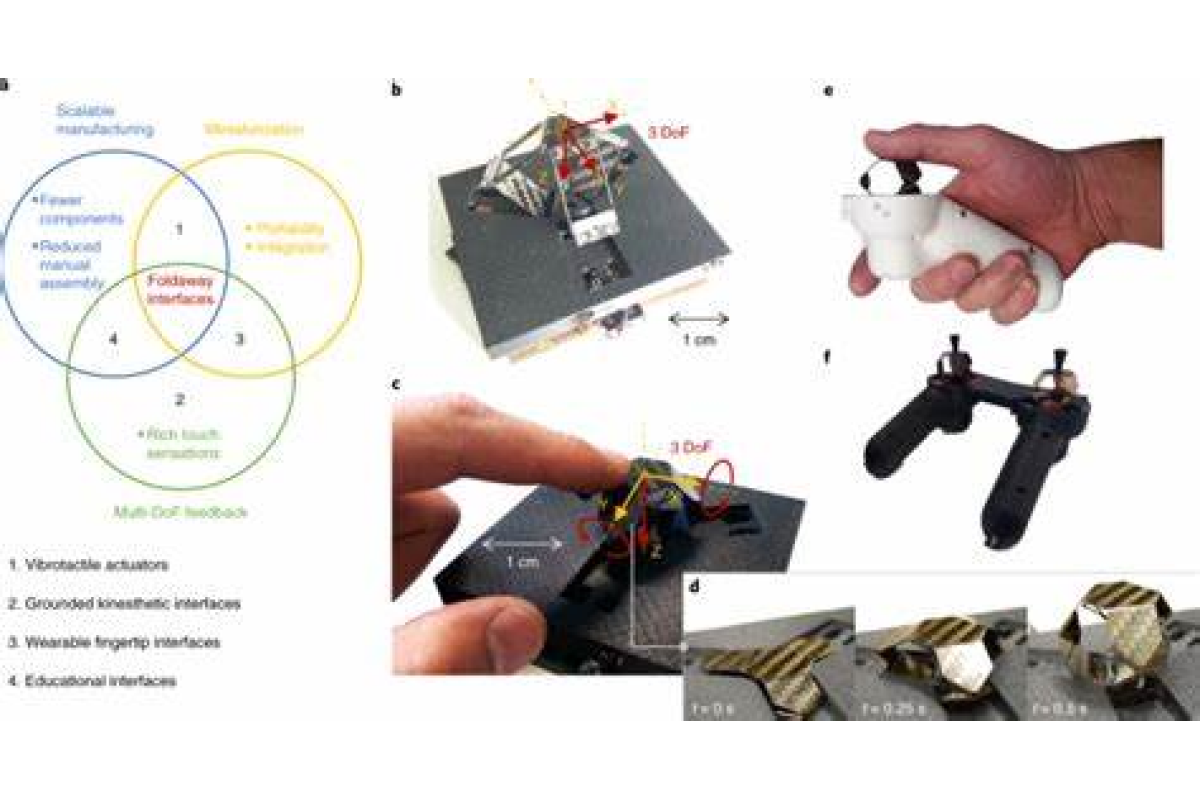 a
Scalable
manufacturing
Miniaturization
•Fewer
components
•Reduced
manual
assembly
1
•Portability
•Integration
Foldaway
interfaces
4
3
2
•Rich touch
sensations
Multi-DoF feedback
1. Vibrotactile actuators
2. Grounded kinesthetic interfaces
3. Wearable fingertip interfaces
4. Educational interfaces
b
3 DoF
1 cm
c
3 DoF
1 cm
Z
d
t = 0 s
t = 0.25 s
t = 0.5 s
e
f